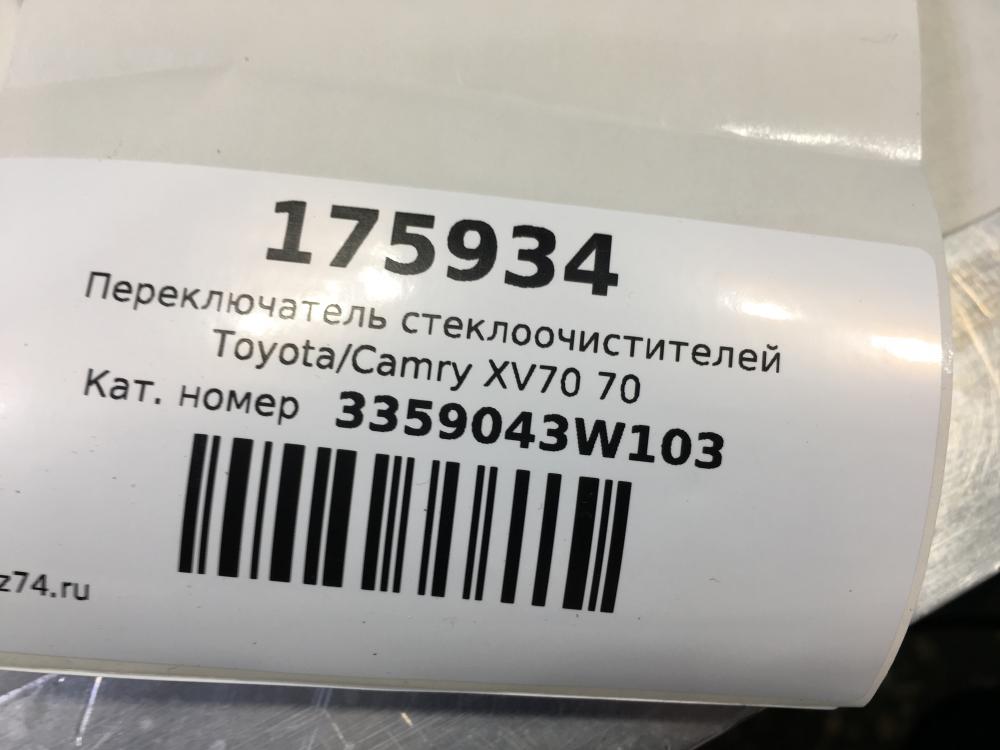 175934
Переключатель стеклоочистителей
Toyota/Camry XV70 70
Кат. номер 3359043W103
z74.ru